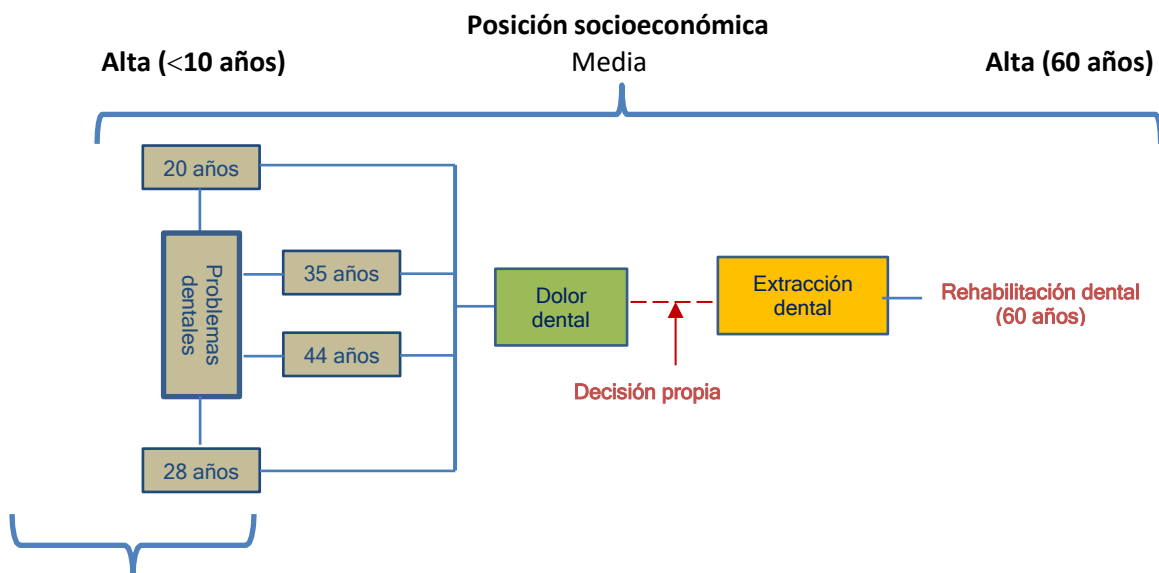 Posición socioeconómica
Alta (<10 años) Media Alta (60 años)
20 años
Problemas
dentales
35 años
44 años
28 años
Dolor
dental
Decisión propia
Extracción
dental
Rehabilitación dental
(60 años)